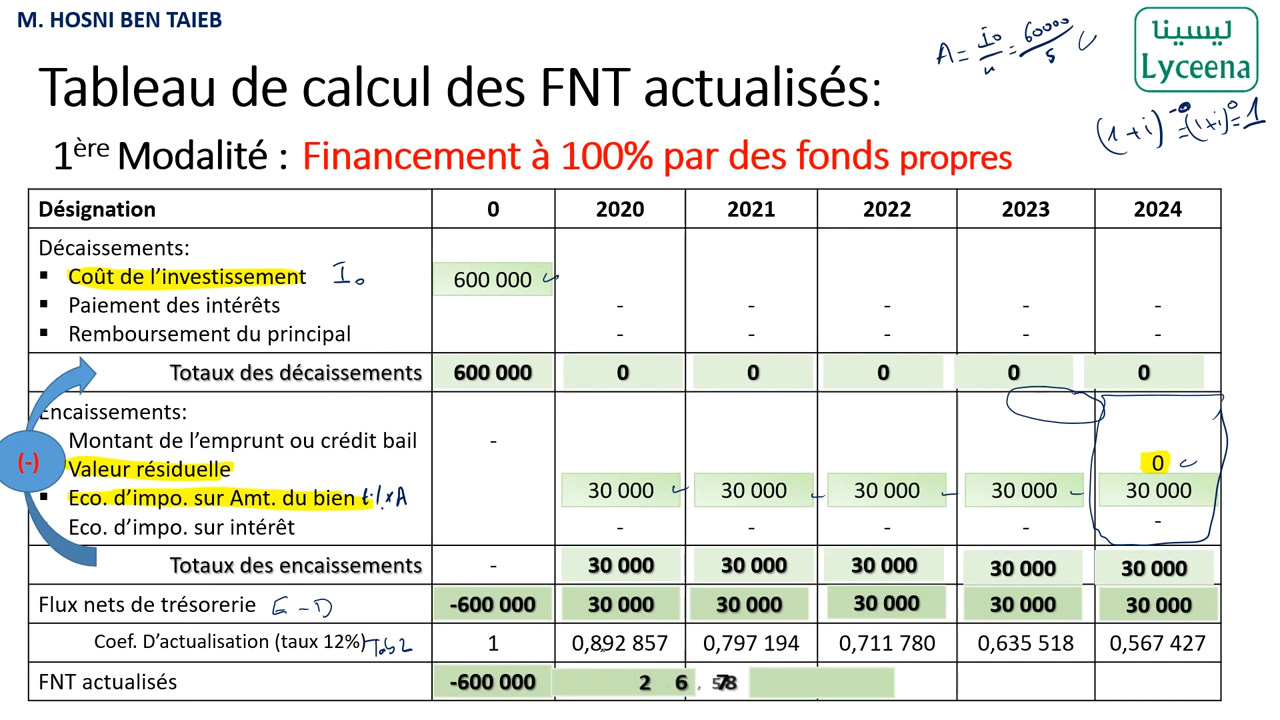 M. HOSNI BEN TAIEB
A = I₀/n = 60000/5
ليسينا
Lyceena
Tableau de calcul des FNT actualisés:
(1+i)⁻⁰ = (1+i)⁰ = 1
1ère Modalité : Financement à 100% par des fonds propres
Désignation 0 2020 2021 2022 2023 2024
Décaissements:
▪ Coût de l'investissement I₀ 600 000
▪ Paiement des intérêts - - - - -
▪ Remboursement du principal - - - - -
Totaux des décaissements 600 000 0 0 0 0 0
Encaissements:
Montant de l'emprunt ou crédit bail -
(-)
Valeur résiduelle 0
▪ Eco. d'impo. sur Amt. du bien t% x A 30 000 30 000 30 000 30 000 30 000
Eco. d'impo. sur intérêt - - - - -
Totaux des encaissements - 30 000 30 000 30 000 30 000 30 000
Flux nets de trésorerie E - D -600 000 30 000 30 000 30 000 30 000 30 000
Coef. D'actualisation (taux 12%) Tab 2 1 0,892 857 0,797 194 0,711 780 0,635 518 0,567 427
FNT actualisés -600 000